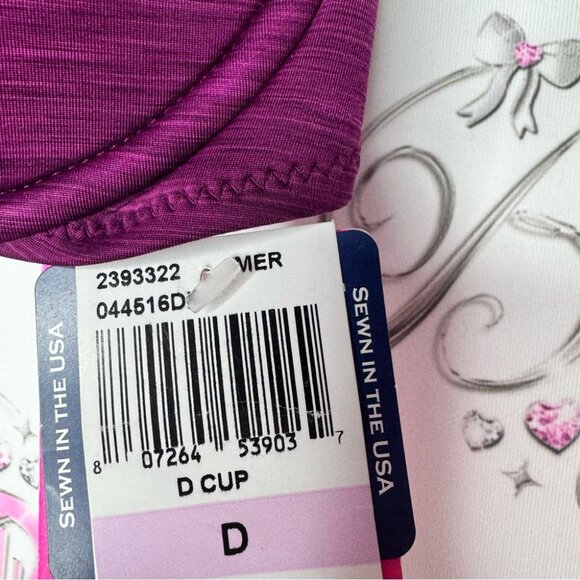 2393322 MER
044516D
8 07264 53903 7
D CUP
D
SEWN IN THE USA
SEWN IN THE USA